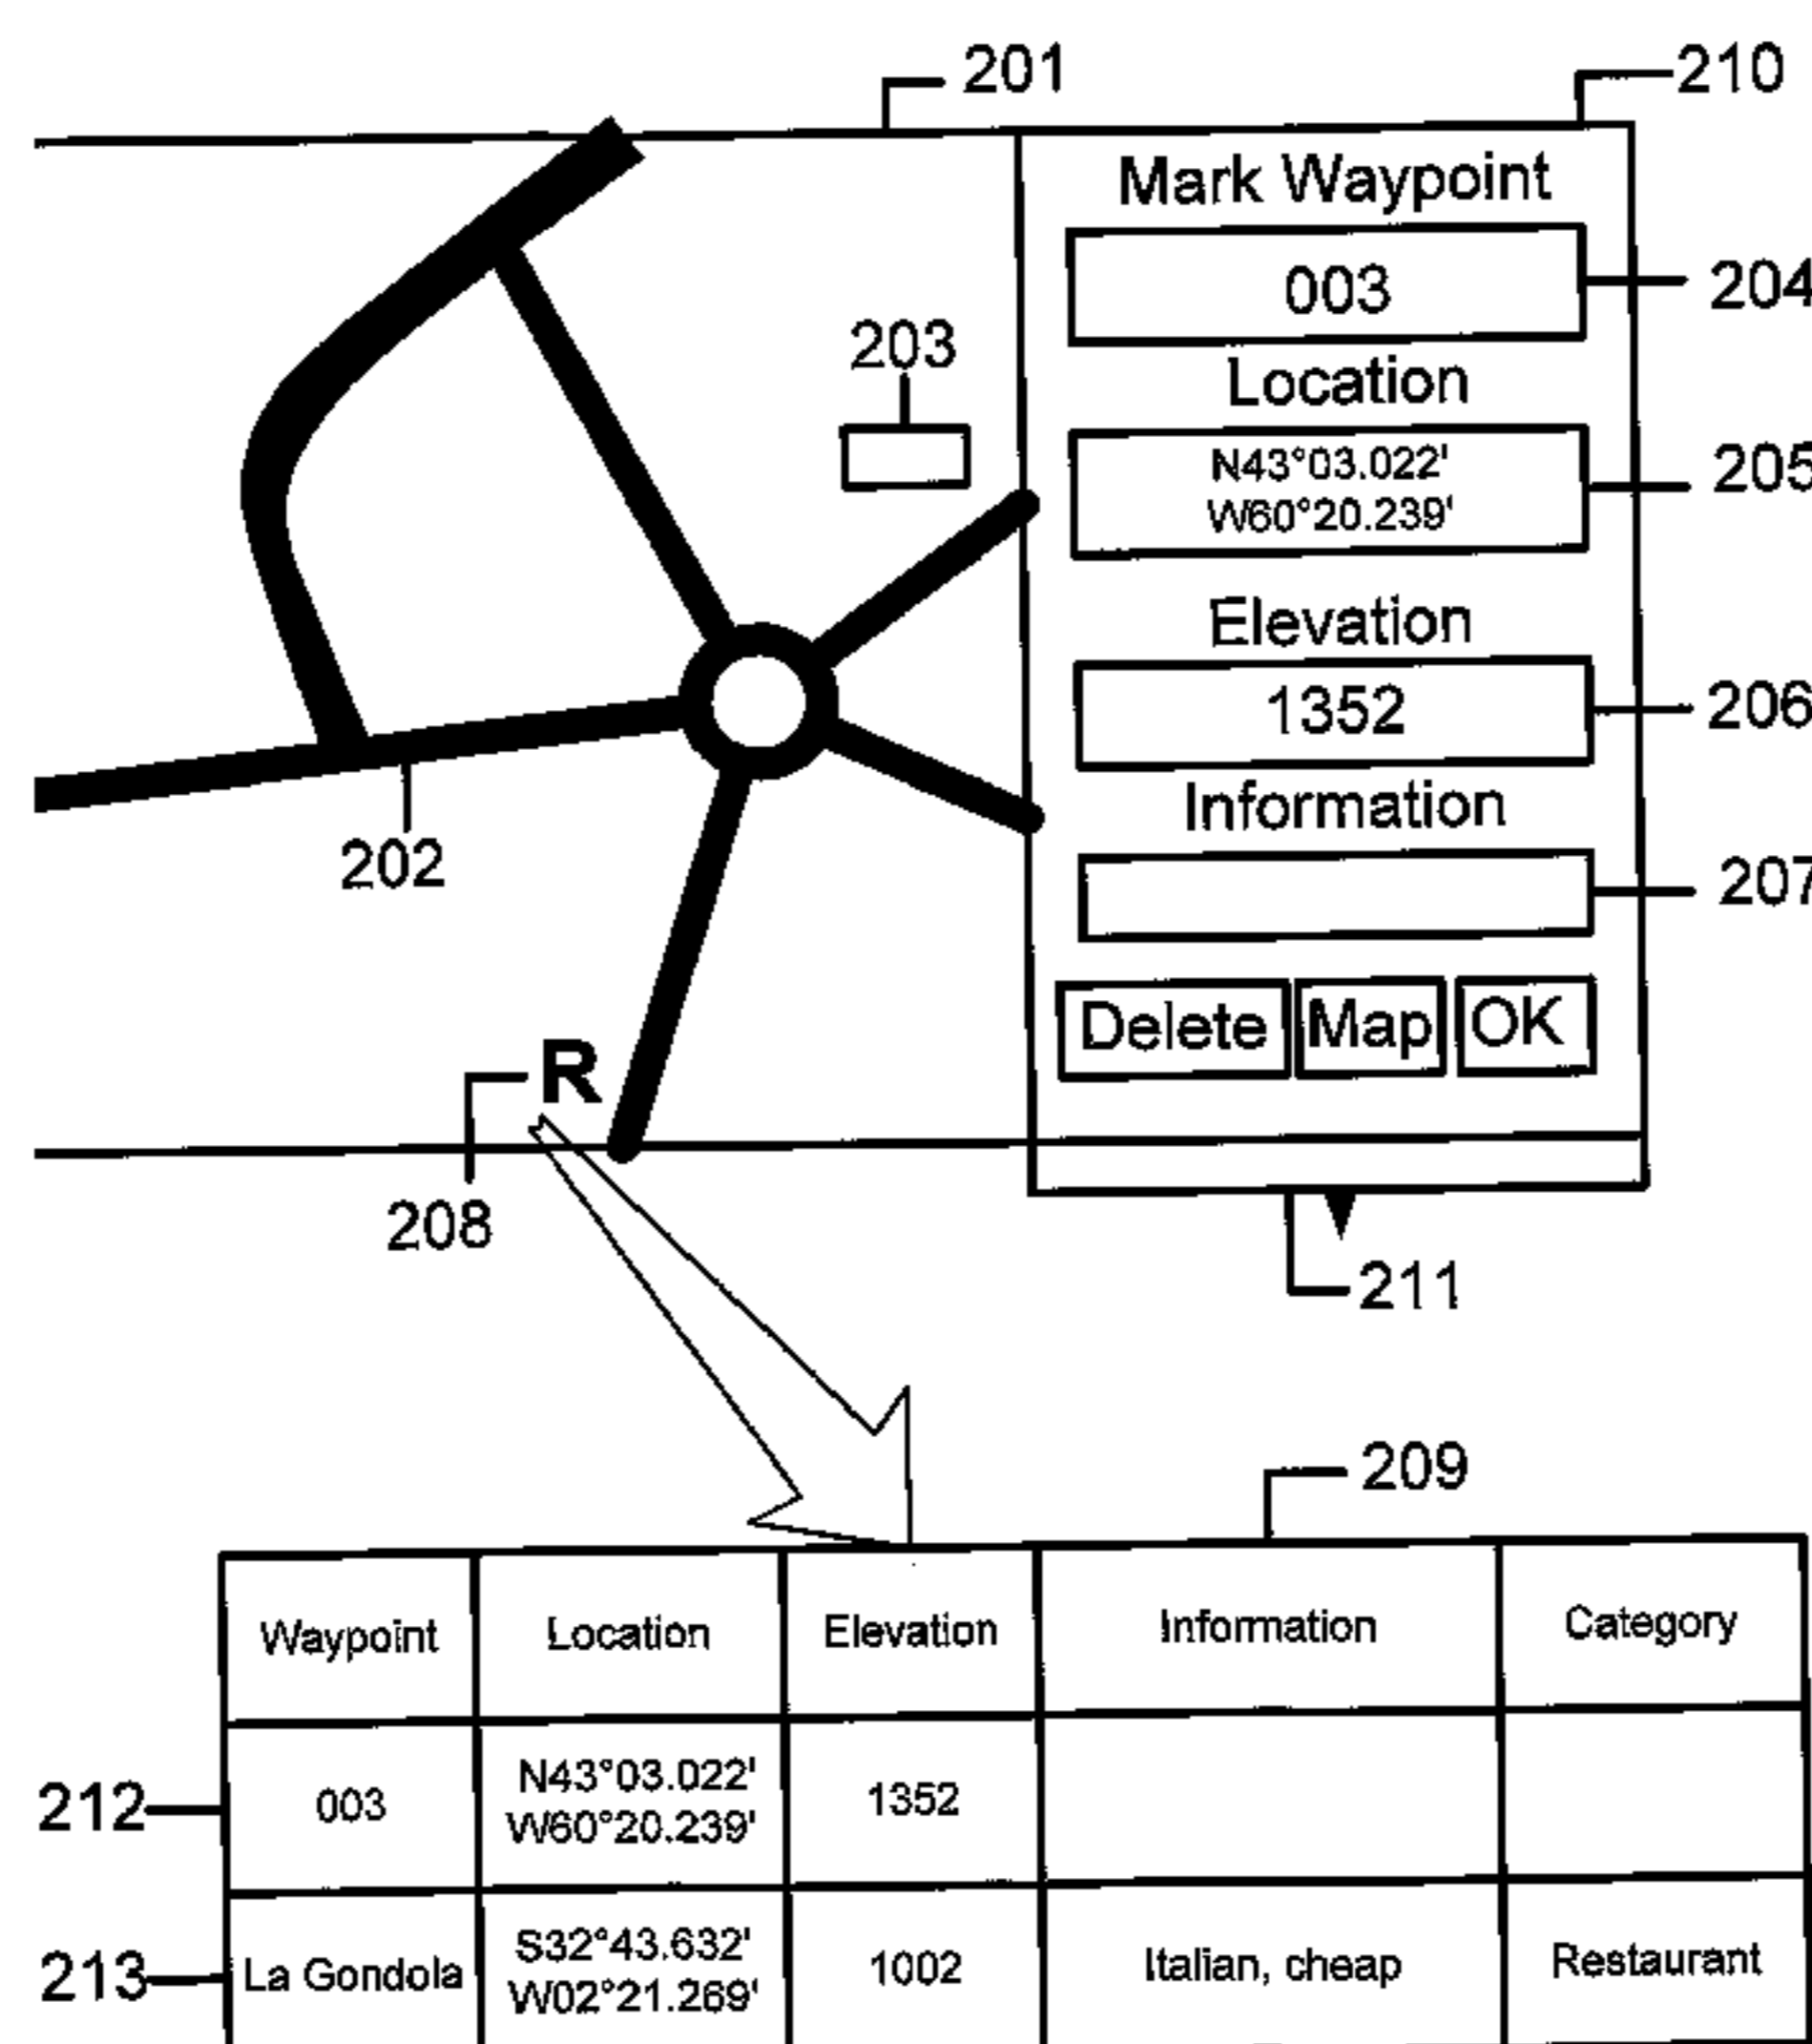 201
210
Mark Waypoint
003
204
203
Location
N43°03.022'
W60°20.239'
205
Elevation
1352
206
Information
202
207
Delete Map OK
R
208
211
209
Waypoint Location Elevation Information Category
212 003 N43°03.022' 1352
W60°20.239'
213 La Gondola S32°43.632' 1002 Italian, cheap Restaurant
W02°21.269'